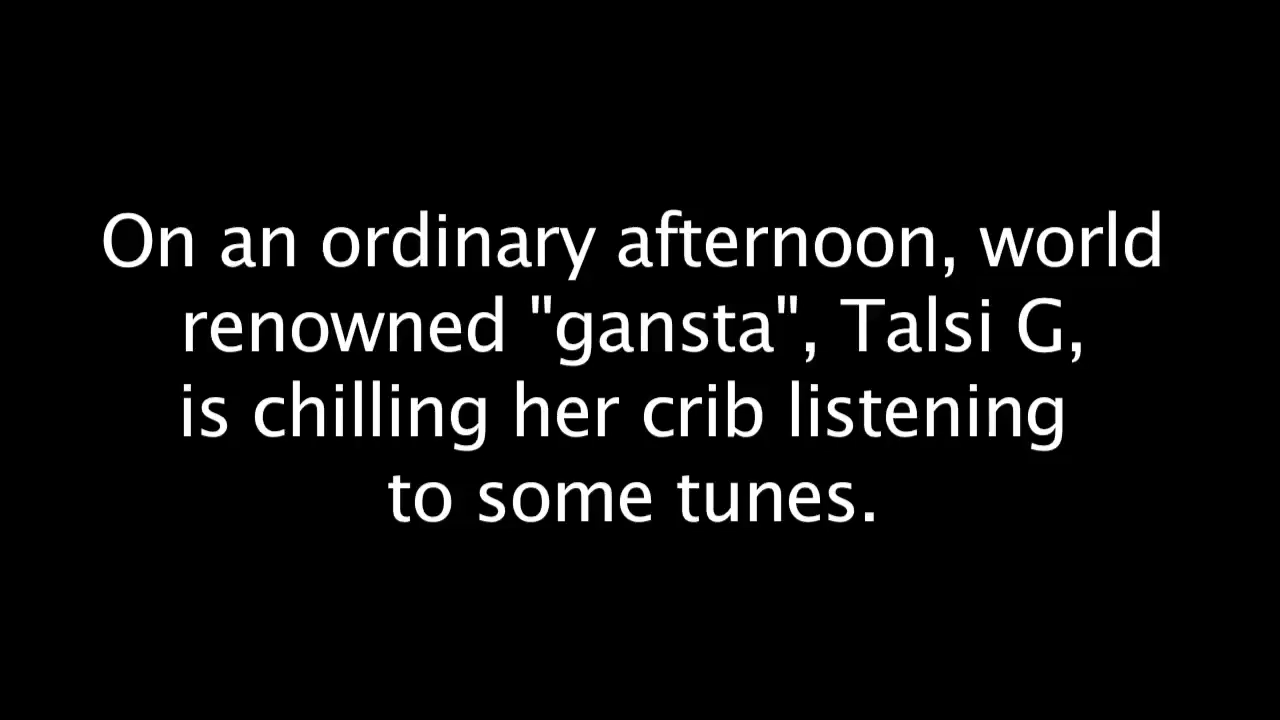 On an ordinary afternoon, world
renowned "gansta", Talsi G,
is chilling her crib listening
to some tunes.